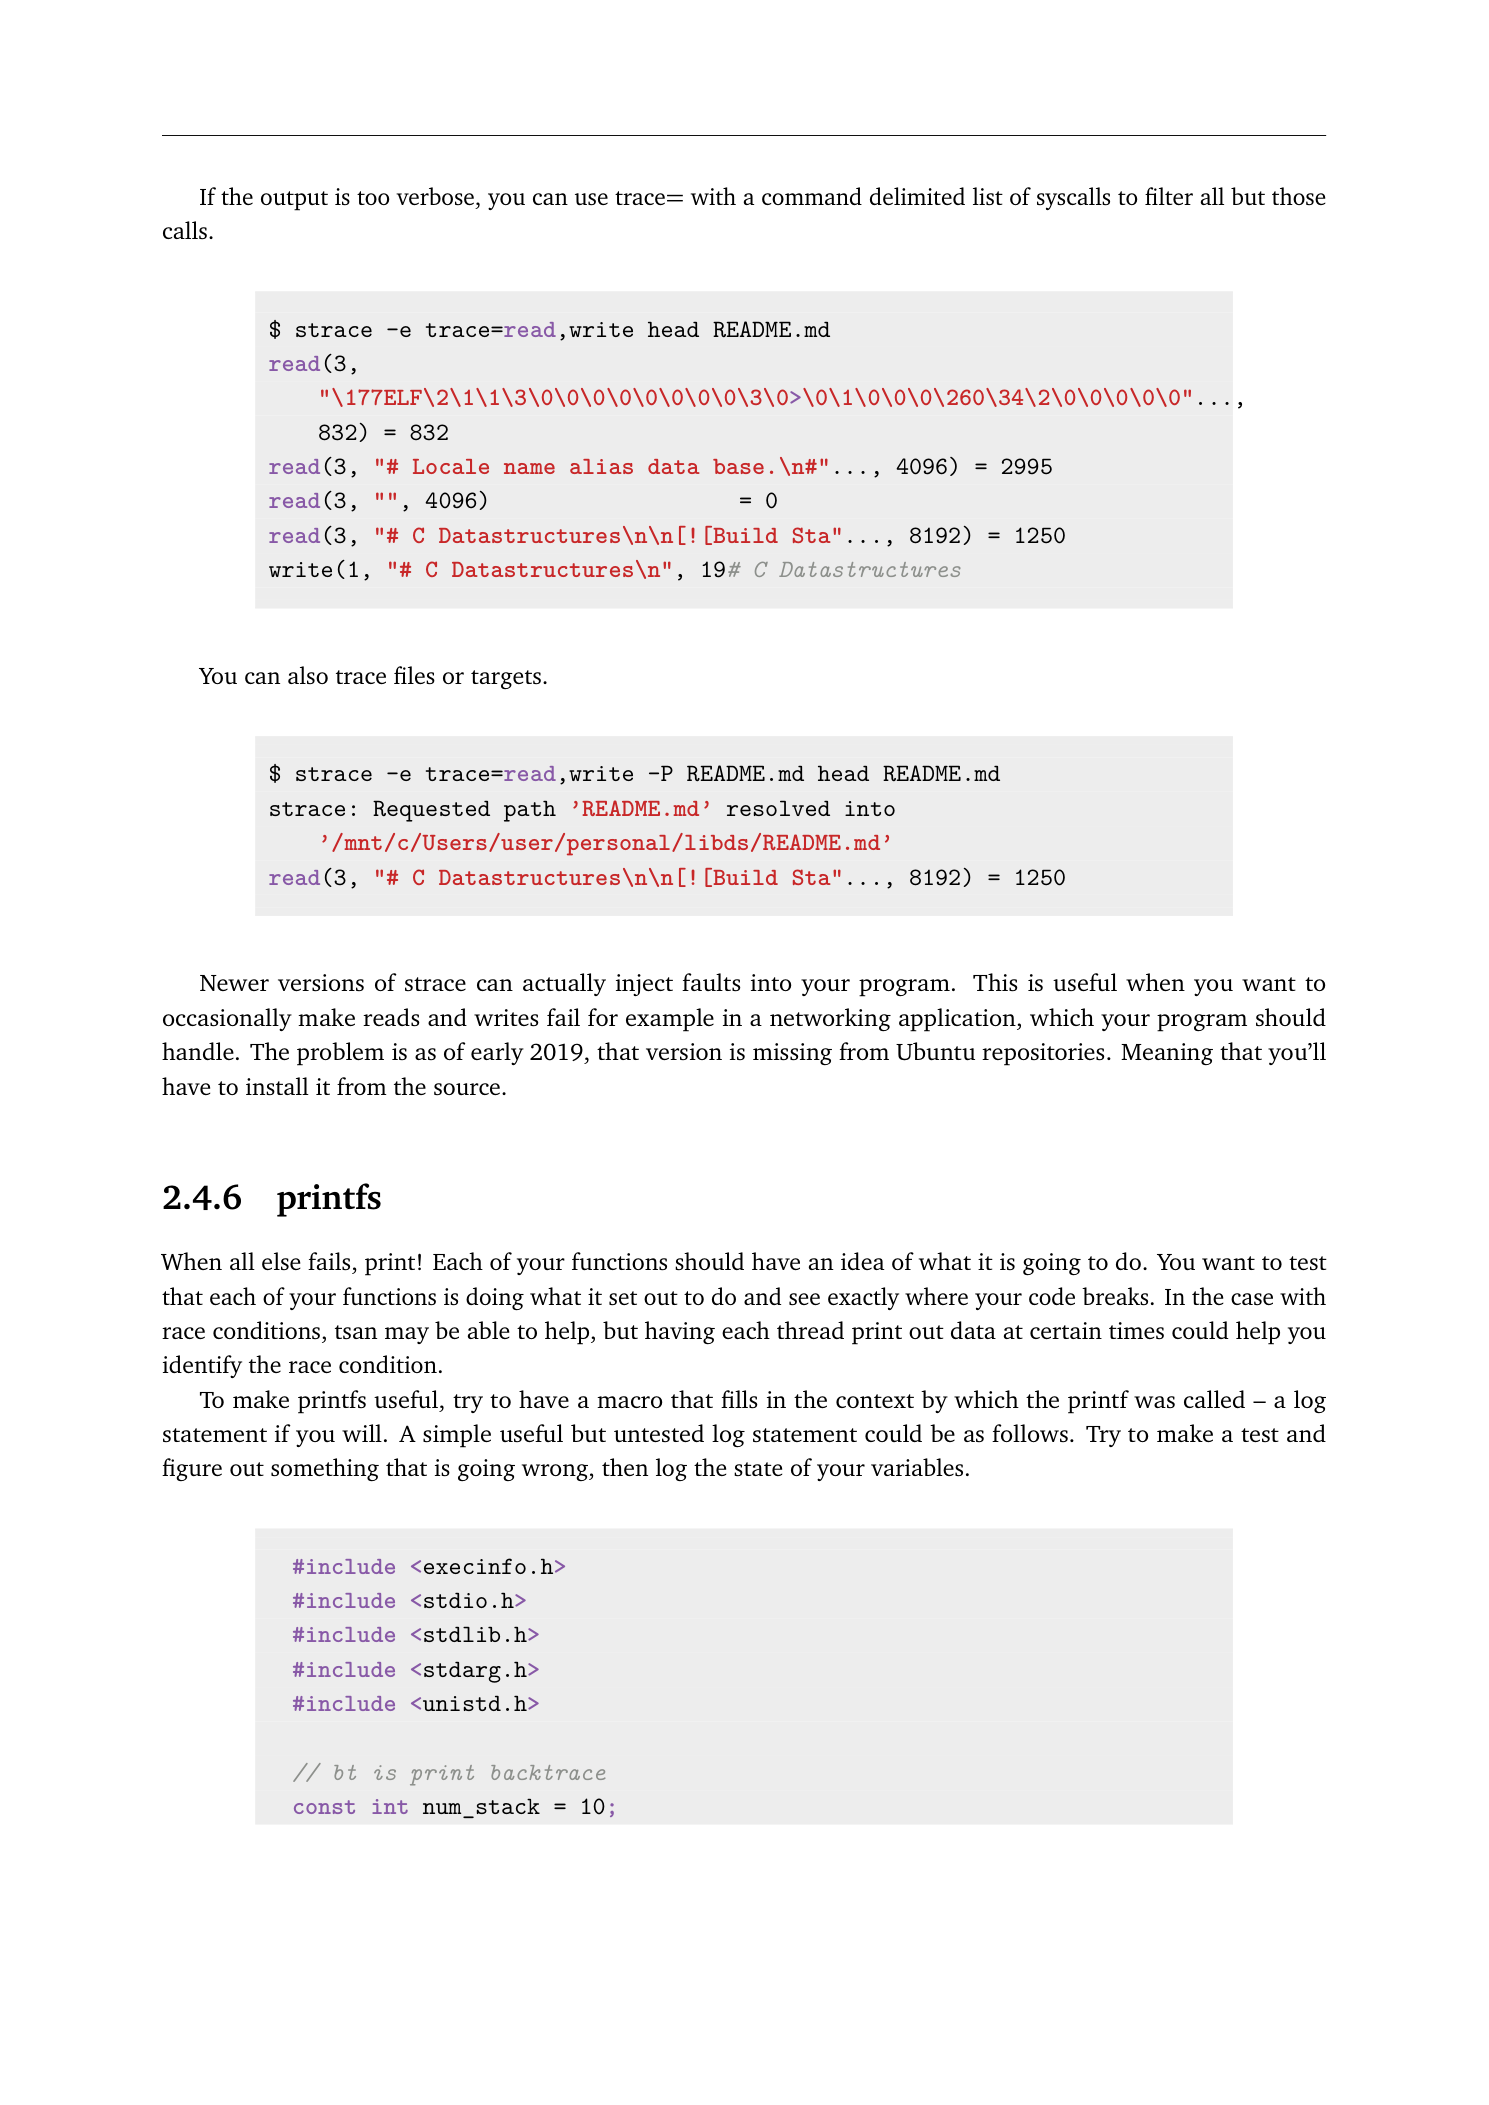 If the output is too verbose, you can use trace= with a command delimited list of syscalls to filter all but those
calls.
$ strace -e trace=read,write head README.md
read(3,
"\177ELF\2\1\1\3\0\0\0\0\0\0\0\0\3\0>\0\1\0\0\0\260\34\2\0\0\0\0\0"...,
832) = 832
read(3, "# Locale name alias data base.\n#"..., 4096) = 2995
read(3, "", 4096)                   = 0
read(3, "# C Datastructures\n\n[![Build Sta"..., 8192) = 1250
write(1, "# C Datastructures\n", 19# C Datastructures
You can also trace files or targets.
$ strace -e trace=read,write -P README.md head README.md
strace: Requested path ’README.md’ resolved into
’/mnt/c/Users/user/personal/libds/README.md’
read(3, "# C Datastructures\n\n[![Build Sta"..., 8192) = 1250
Newer versions of strace can actually inject faults into your program. This is useful when you want to
occasionally make reads and writes fail for example in a networking application, which your program should
handle. The problem is as of early 2019, that version is missing from Ubuntu repositories. Meaning that you’ll
have to install it from the source.
2.4.6 printfs
When all else fails, print! Each of your functions should have an idea of what it is going to do. You want to test
that each of your functions is doing what it set out to do and see exactly where your code breaks. In the case with
race conditions, tsan may be able to help, but having each thread print out data at certain times could help you
identify the race condition.
To make printfs useful, try to have a macro that fills in the context by which the printf was called – a log
statement if you will. A simple useful but untested log statement could be as follows. Try to make a test and
figure out something that is going wrong, then log the state of your variables.
#include <execinfo.h>
#include <stdio.h>
#include <stdlib.h>
#include <stdarg.h>
#include <unistd.h>
// bt is print backtrace
const int num_stack = 10;